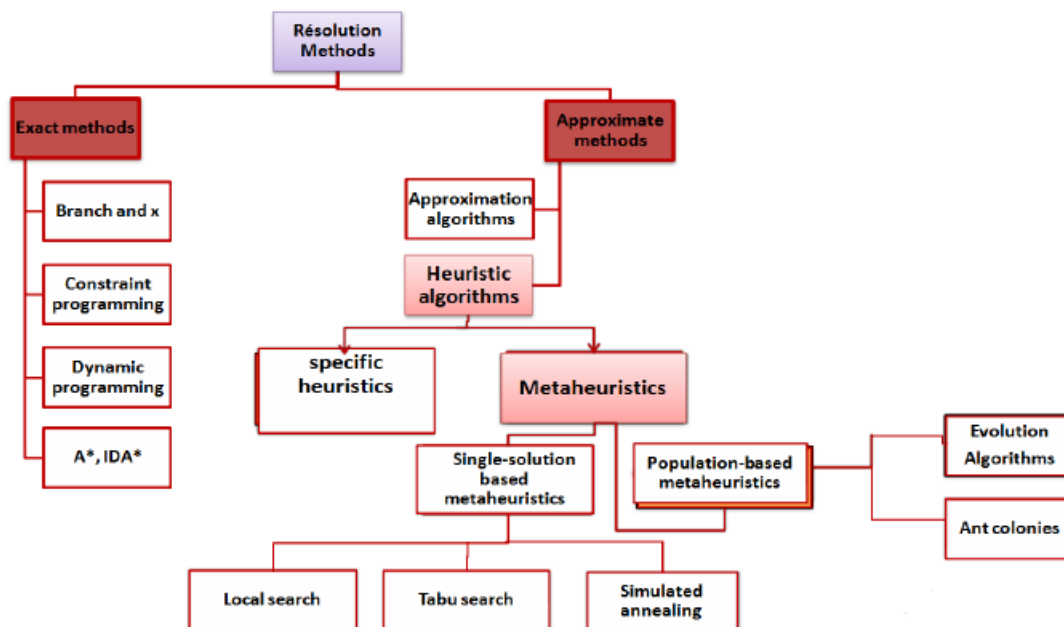 Résolution
Methods
Exact methods
Approximate
methods
Branch and x
Approximation
algorithms
Constraint
programming
Heuristic
algorithms
Dynamic
programming
specific
heuristics
Metaheuristics
A*, IDA*
Single-solution
based
metaheuristics
Population-based
metaheuristics
Evolution
Algorithms
Ant colonies
Local search
Tabu search
Simulated
annealing